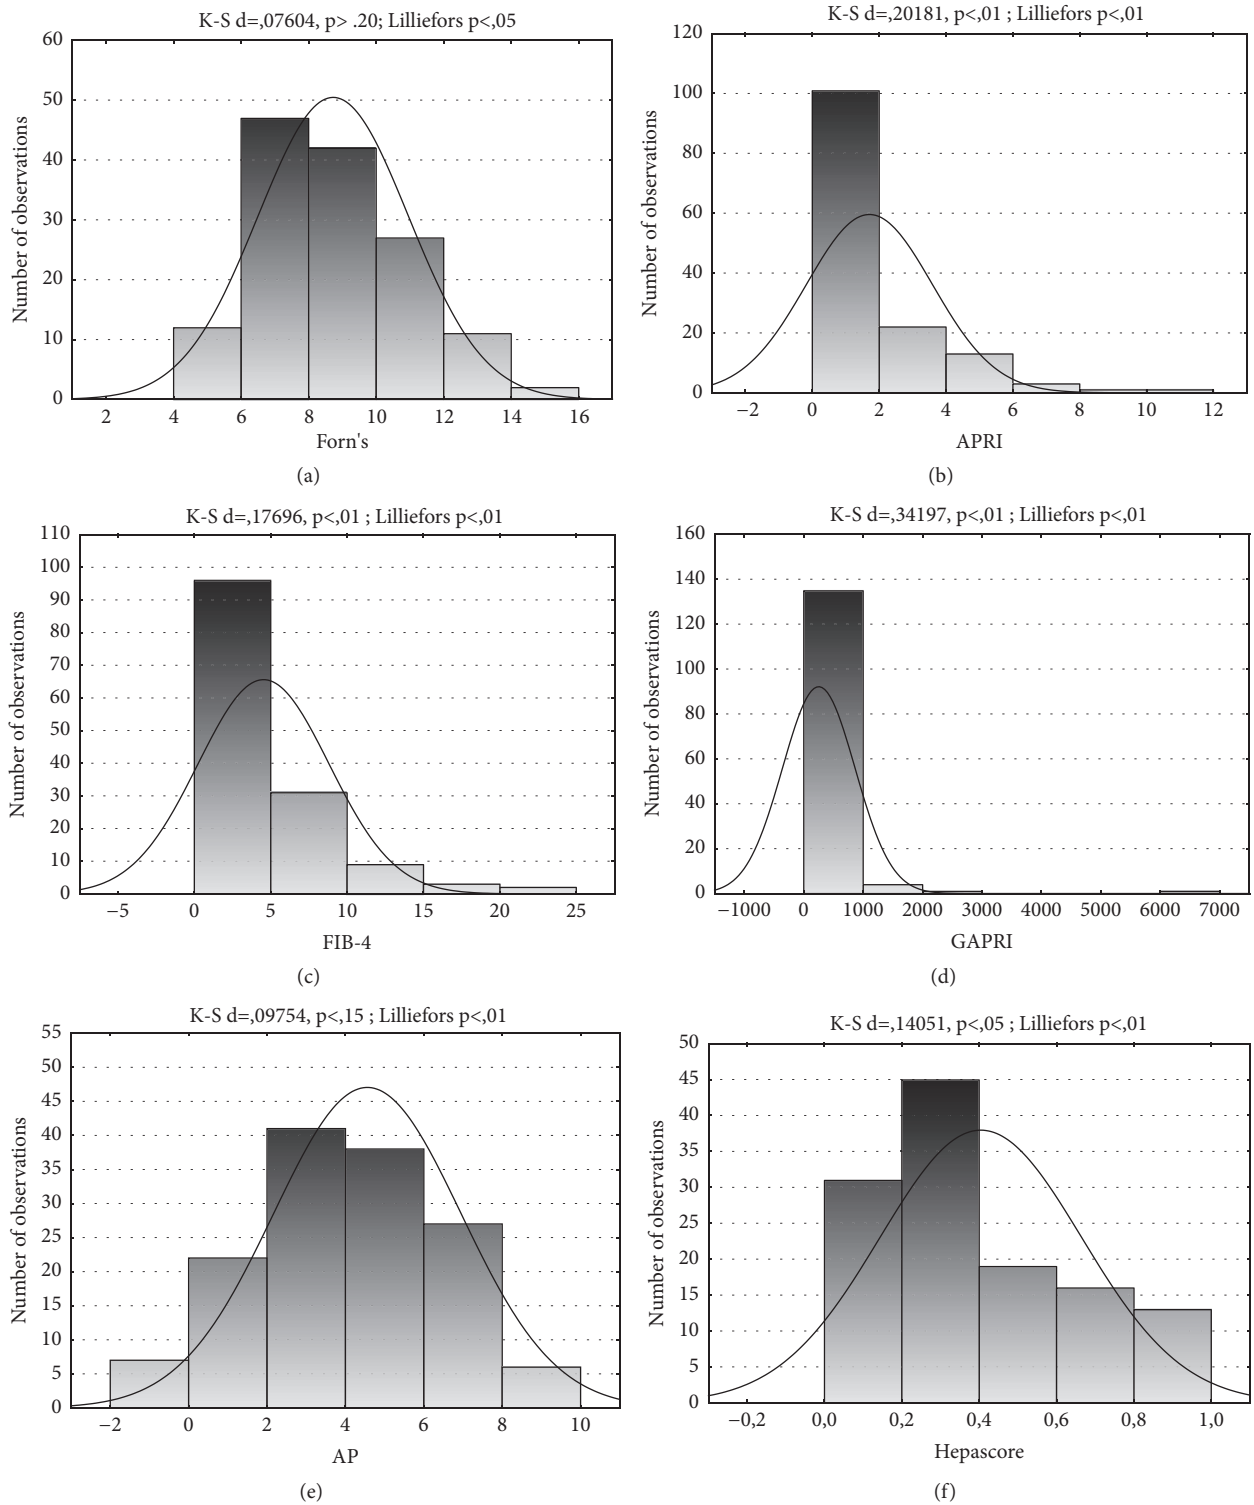 K-S d=,07604, p> .20; Lilliefors p<,05
60
50
40
30
20
10
0
Number of observations
2 4 6 8 10 12 14 16
Forn's
(a)
K-S d=,20181, p<,01 ; Lilliefors p<,01
120
100
80
60
40
20
0
Number of observations
−2 0 2 4 6 8 10 12
APRI
(b)
K-S d=,17696, p<,01 ; Lilliefors p<,01
110
100
90
80
70
60
50
40
30
20
10
0
Number of observations
−5 0 5 10 15 20 25
FIB-4
(c)
K-S d=,34197, p<,01 ; Lilliefors p<,01
160
140
120
100
80
60
40
20
0
Number of observations
−1000 0 1000 2000 3000 4000 5000 6000 7000
GAPRI
(d)
K-S d=,09754, p<,15 ; Lilliefors p<,01
55
50
45
40
35
30
25
20
15
10
5
0
Number of observations
−2 0 2 4 6 8 10
AP
(e)
K-S d=,14051, p<,05 ; Lilliefors p<,01
50
45
40
35
30
25
20
15
10
5
0
Number of observations
−0,2 0,0 0,2 0,4 0,6 0,8 1,0
Hepascore
(f)